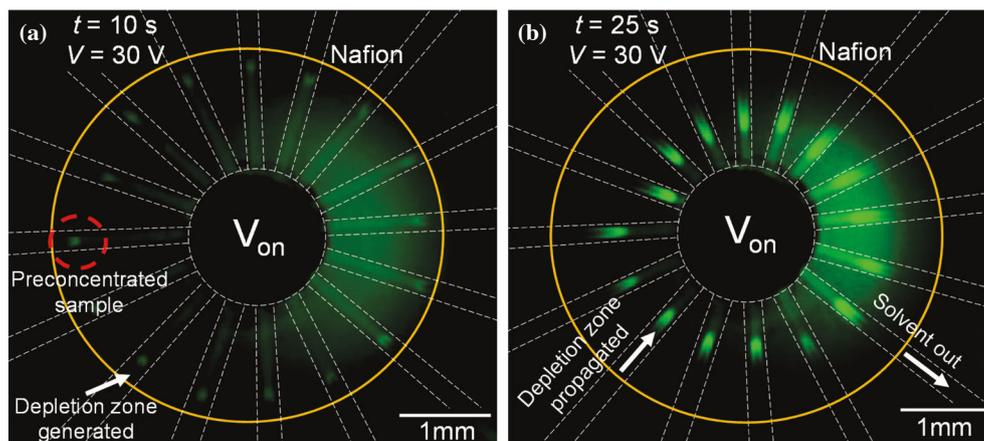 (a)
t = 10 s
V = 30 V
Nafion
Von
Preconcentrated
sample
Depletion zone
generated
1mm
(b)
t = 25 s
V = 30 V
Nafion
Von
Depletion zone
propagated
Solvent out
1mm